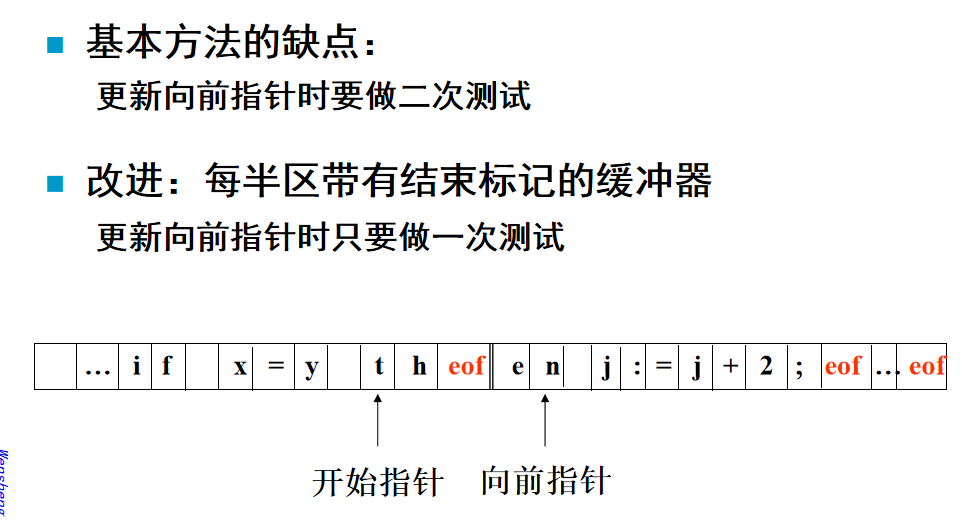 基本方法的缺点：
更新向前指针时要做二次测试
改进：每半区带有结束标记的缓冲器
更新向前指针时只要做一次测试
… i f x = y t h eof e n j : = j + 2 ; eof … eof
开始指针 向前指针
Wensheng